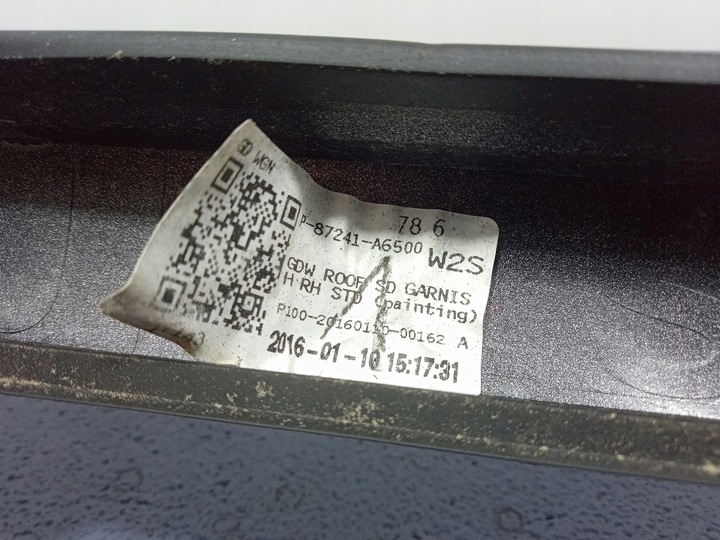 GD WGN
78 6
P-87241-A6500 W2S
GDW ROOF SD GARNIS
H RH STD (painting)
P100-20160110-00162 A
2016-01-10 15:17:31